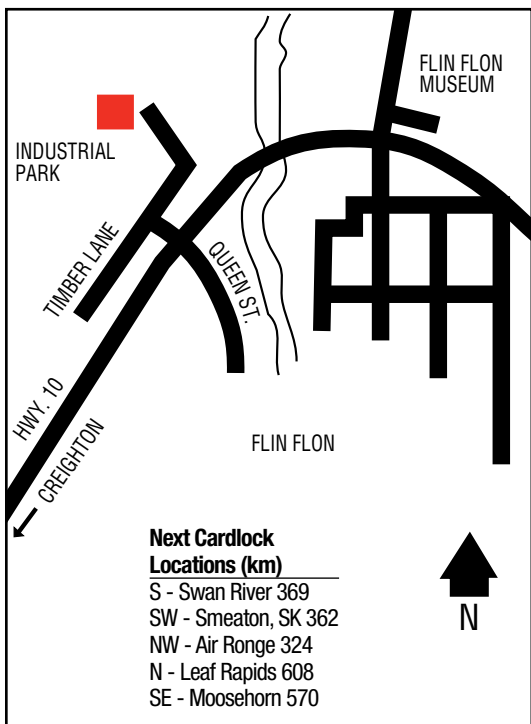 FLIN FLON
MUSEUM
INDUSTRIAL
PARK
TIMBER LANE
QUEEN ST.
HWY. 10
CREIGHTON
FLIN FLON
Next Cardlock
Locations (km)
S - Swan River 369
SW - Smeaton, SK 362
NW - Air Ronge 324
N - Leaf Rapids 608
SE - Moosehorn 570
N